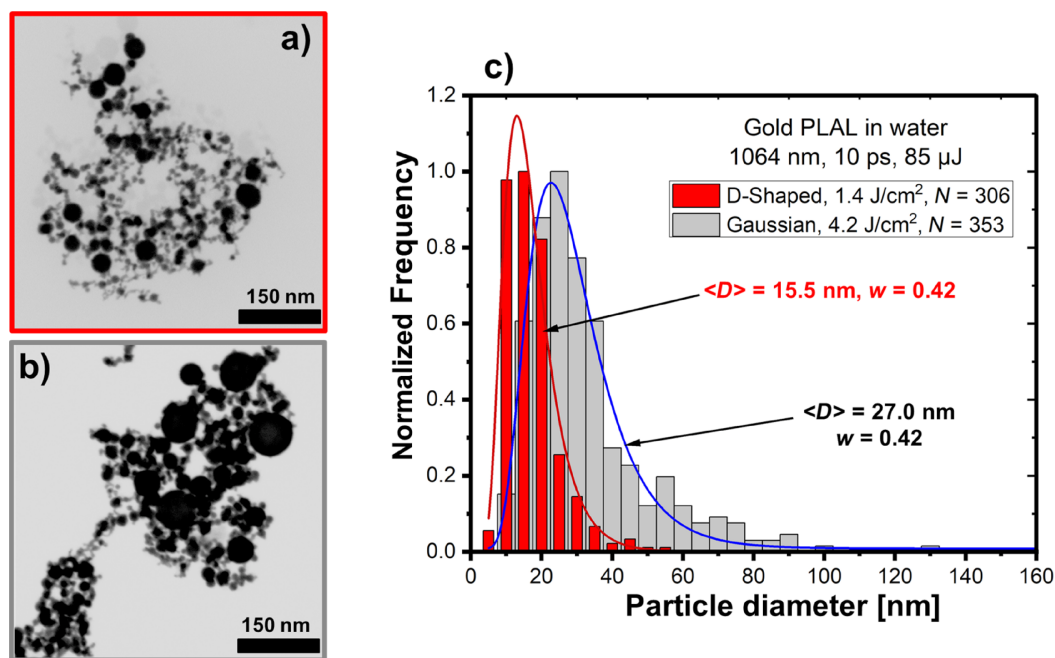 a)
150 nm
b)
150 nm
c)
Normalized Frequency
1.2
1.0
0.8
0.6
0.4
0.2
0.0
Gold PLAL in water
1064 nm, 10 ps, 85 µJ
D-Shaped, 1.4 J/cm², N = 306
Gaussian, 4.2 J/cm², N = 353
<D> = 15.5 nm, w = 0.42
<D> = 27.0 nm
w = 0.42
0 20 40 60 80 100 120 140 160
Particle diameter [nm]